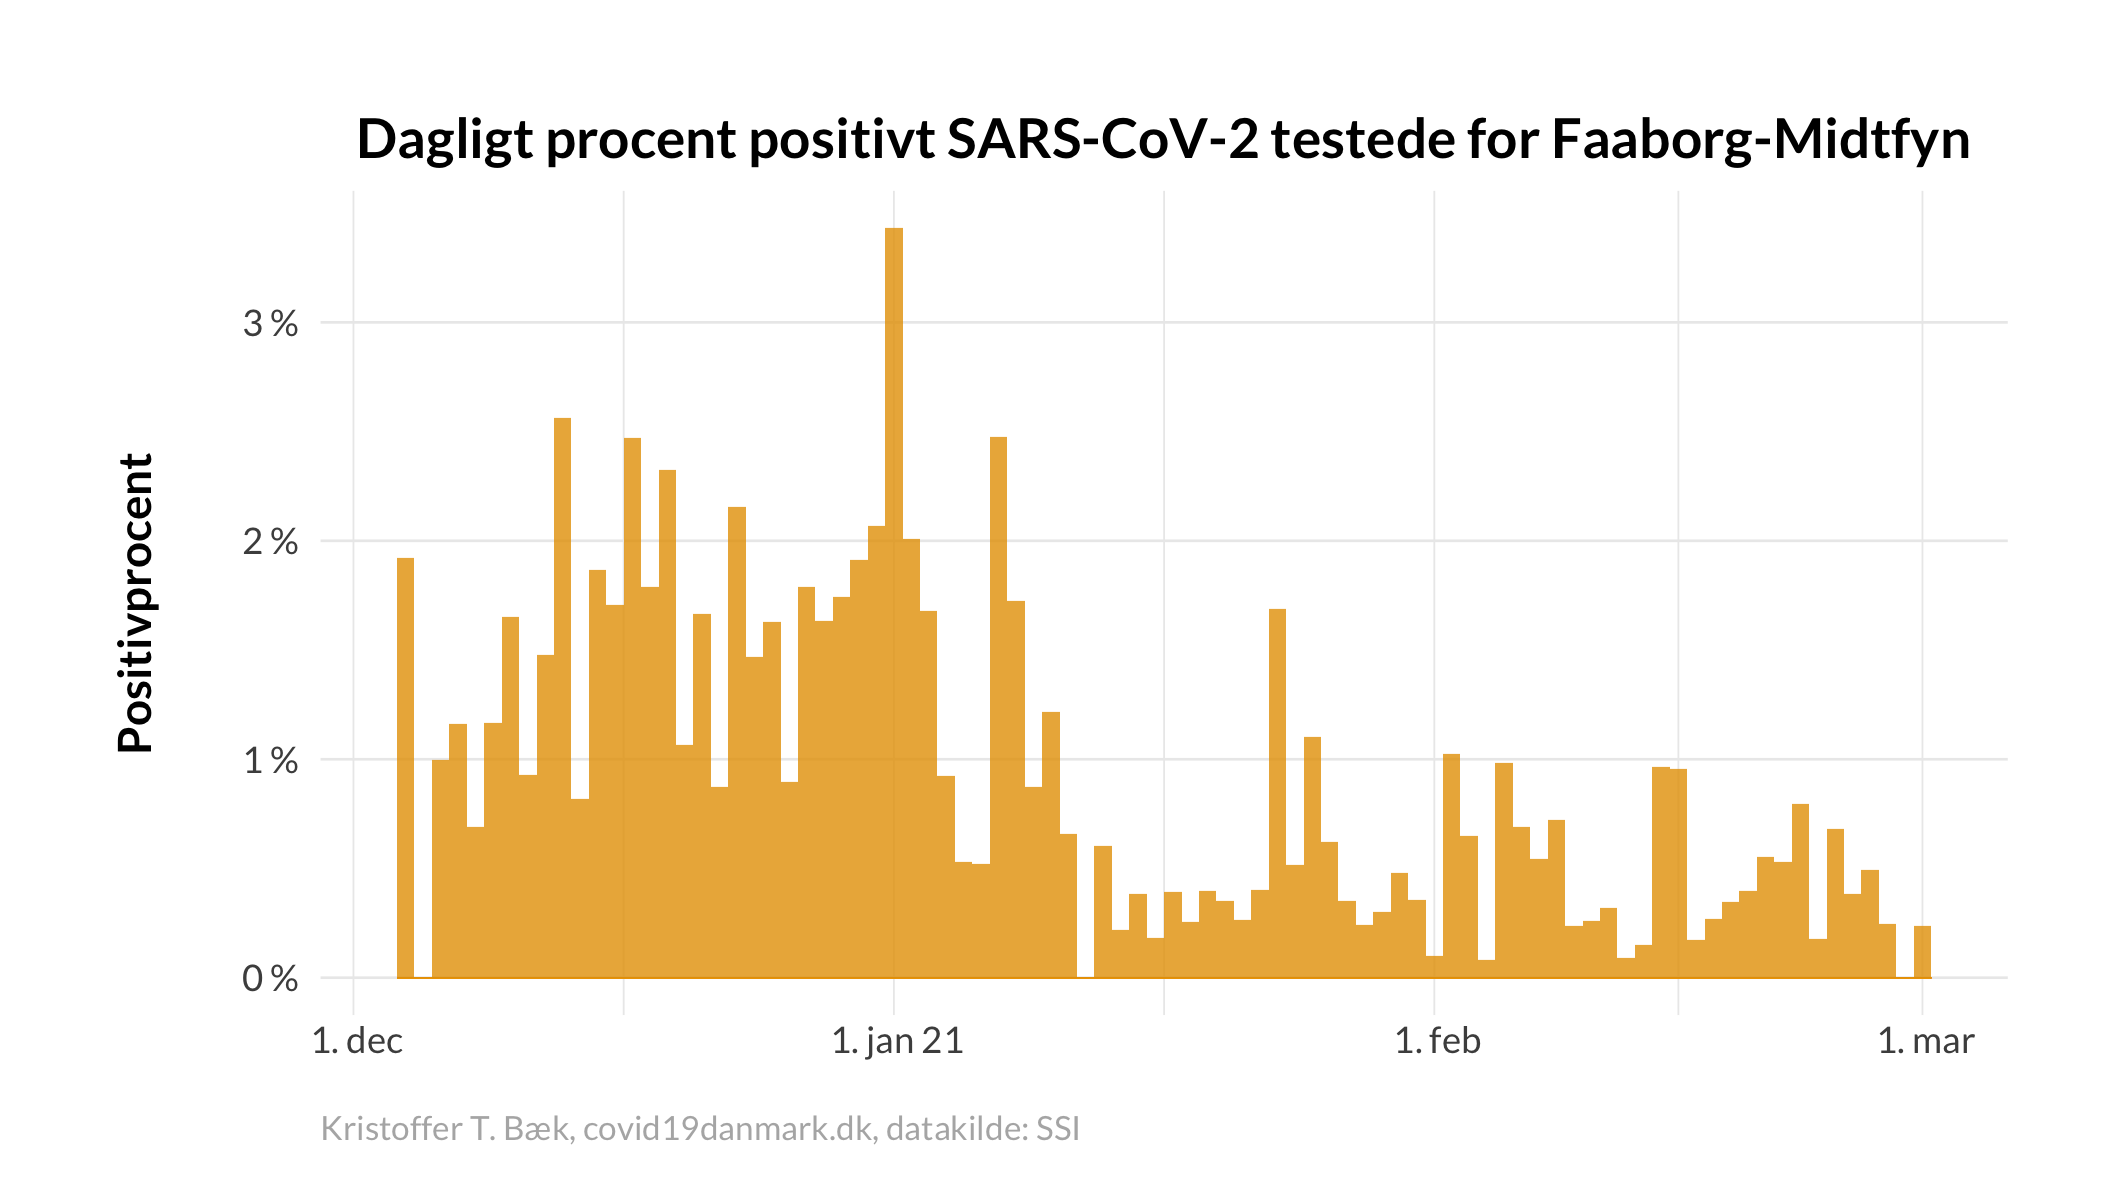 Dagligt procent positivt SARS-CoV-2 testede for Faaborg-Midtfyn
Positivprocent
3 %
2 %
1 %
0 %
1. dec
1. jan 21
1. feb
1. mar
Kristoffer T. Bæk, covid19danmark.dk, datakilde: SSI